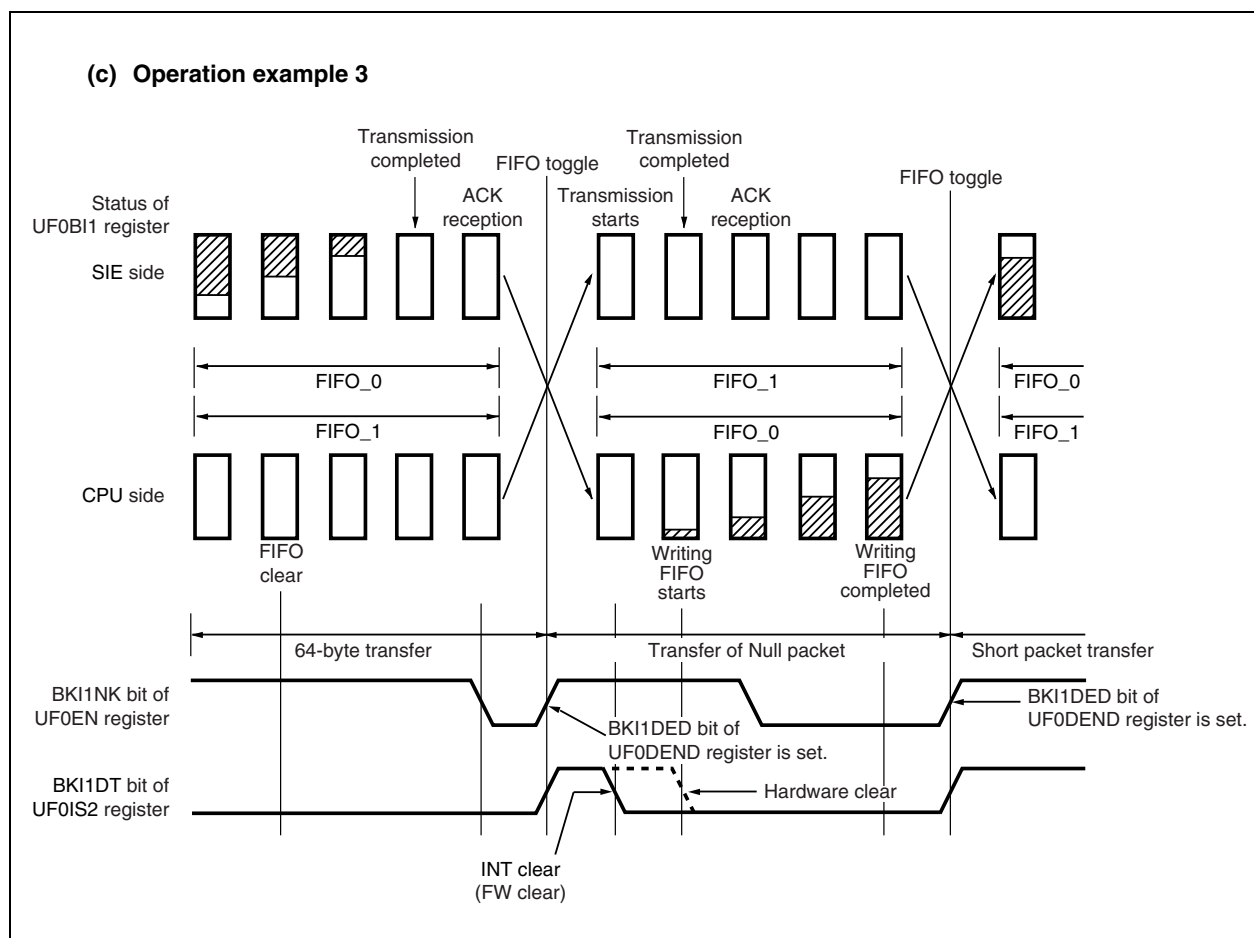 (c) Operation example 3
Transmission
completed
FIFO toggle
Transmission
completed
FIFO toggle
Status of
UF0BI1 register
ACK
reception
Transmission
starts
ACK
reception
SIE side
FIFO_0
FIFO_1
FIFO_0
FIFO_1
FIFO_0
FIFO_1
CPU side
FIFO
clear
Writing
FIFO
starts
Writing
FIFO
completed
64-byte transfer
Transfer of Null packet
Short packet transfer
BKI1NK bit of
UF0EN register
BKI1DED bit of
UF0DEND register is set.
BKI1DED bit of
UF0DEND register is set.
BKI1DT bit of
UF0IS2 register
Hardware clear
INT clear
(FW clear)